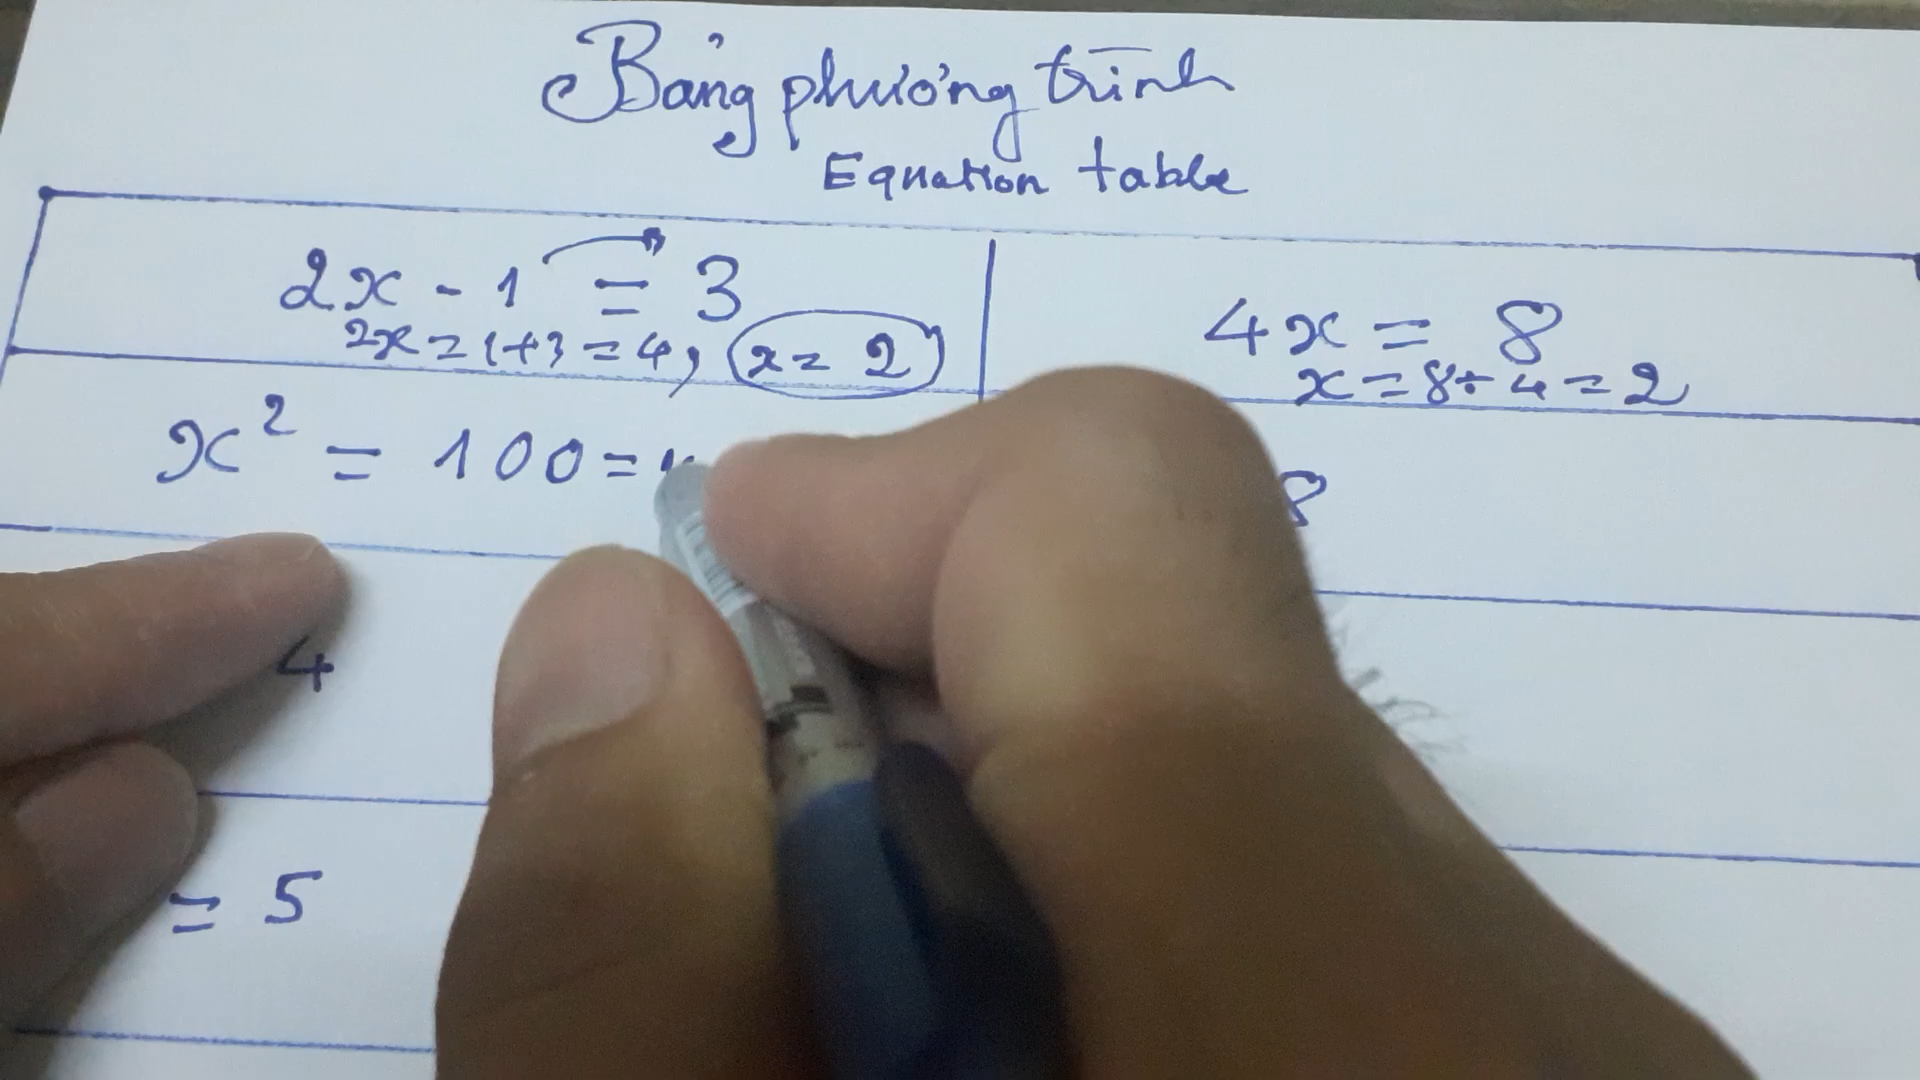 Bảng phương trình
Equation table
2x - 1 = 3
2x = 1+3 = 4, x = 2
4x = 8
x = 8 ÷ 4 = 2
x² = 100 =
8
4
= 5